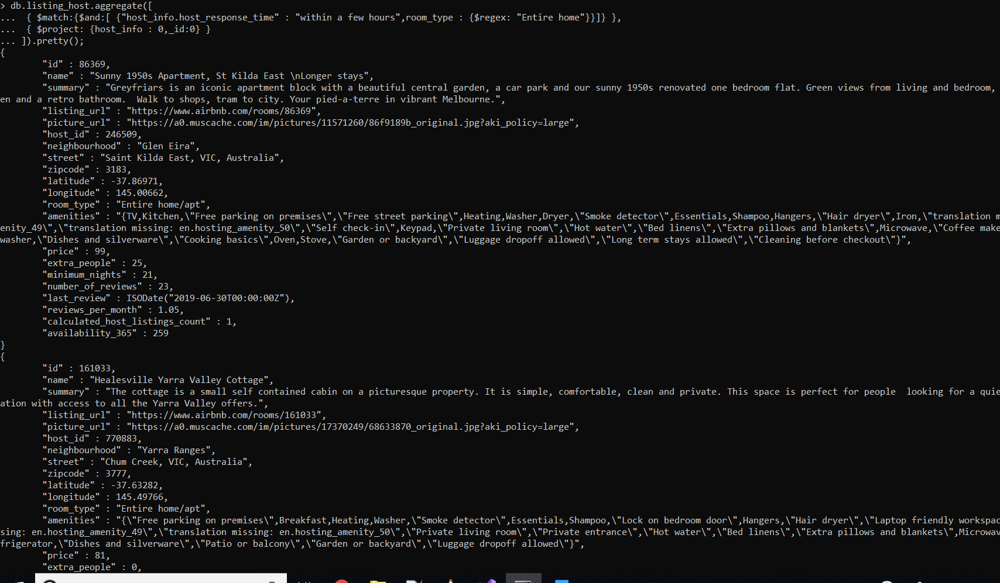 > db.listing_host.aggregate([
...  { $match:{$and:[ {"host_info.host_response_time" : "within a few hours",room_type : {$regex: "Entire home"}}]} },
...  { $project: {host_info : 0,_id:0} }
... ]).pretty();
{
"id" : 86369,
"name" : "Sunny 1950s Apartment, St Kilda East \nLonger stays",
"summary" : "Greyfriars is an iconic apartment block with a beautiful central garden, a car park and our sunny 1950s renovated one bedroom flat. Green views from living and bedroom,
en and a retro bathroom.  Walk to shops, tram to city. Your pied-a-terre in vibrant Melbourne.",
"listing_url" : "https://www.airbnb.com/rooms/86369",
"picture_url" : "https://a0.muscache.com/im/pictures/11571260/86f9189b_original.jpg?aki_policy=large",
"host_id" : 246509,
"neighbourhood" : "Glen Eira",
"street" : "Saint Kilda East, VIC, Australia",
"zipcode" : 3183,
"latitude" : -37.86971,
"longitude" : 145.00662,
"room_type" : "Entire home/apt",
"amenities" : "{TV,Kitchen,\"Free parking on premises\",\"Free street parking\",Heating,Washer,Dryer,\"Smoke detector\",Essentials,Shampoo,Hangers,\"Hair dryer\",Iron,\"translation m
enity_49\",\"translation missing: en.hosting_amenity_50\",\"Self check-in\",Keypad,\"Private living room\",\"Hot water\",\"Bed linens\",\"Extra pillows and blankets\",Microwave,\"Coffee make
washer,\"Dishes and silverware\",\"Cooking basics\",Oven,Stove,\"Garden or backyard\",\"Luggage dropoff allowed\",\"Long term stays allowed\",\"Cleaning before checkout\"}",
"price" : 99,
"extra_people" : 25,
"minimum_nights" : 21,
"number_of_reviews" : 23,
"last_review" : ISODate("2019-06-30T00:00:00Z"),
"reviews_per_month" : 1.05,
"calculated_host_listings_count" : 1,
"availability_365" : 259
}
{
"id" : 161033,
"name" : "Healesville Yarra Valley Cottage",
"summary" : "The cottage is a small self contained cabin on a picturesque property. It is simple, comfortable, clean and private. This space is perfect for people  looking for a quie
ation with access to all the Yarra Valley offers.",
"listing_url" : "https://www.airbnb.com/rooms/161033",
"picture_url" : "https://a0.muscache.com/im/pictures/17370249/68633870_original.jpg?aki_policy=large",
"host_id" : 770883,
"neighbourhood" : "Yarra Ranges",
"street" : "Chum Creek, VIC, Australia",
"zipcode" : 3777,
"latitude" : -37.63282,
"longitude" : 145.49766,
"room_type" : "Entire home/apt",
"amenities" : "{\"Free parking on premises\",Breakfast,Heating,Washer,\"Smoke detector\",Essentials,Shampoo,\"Lock on bedroom door\",Hangers,\"Hair dryer\",\"Laptop friendly workspac
sing: en.hosting_amenity_49\",\"translation missing: en.hosting_amenity_50\",\"Private living room\",\"Private entrance\",\"Hot water\",\"Bed linens\",\"Extra pillows and blankets\",Microwav
frigerator,\"Dishes and silverware\",\"Patio or balcony\",\"Garden or backyard\",\"Luggage dropoff allowed\"}",
"price" : 81,
"extra_people" : 0,